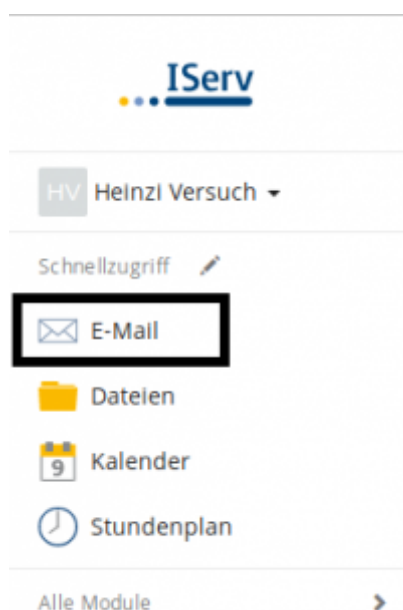 IServ
HV Heinzi Versuch
Schnellzugriff
E-Mail
Dateien
9 Kalender
Stundenplan
Alle Module